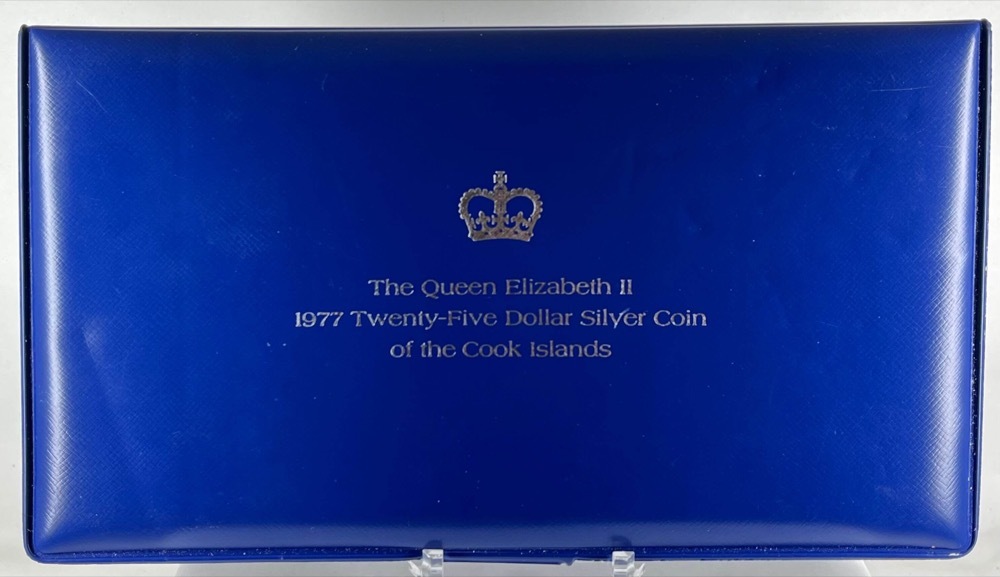 The Queen Elizabeth II
1977 Twenty-Five Dollar Silver Coin
of the Cook Islands